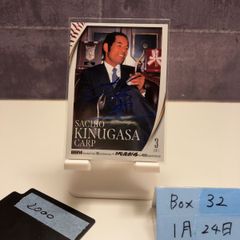 SACHIO
KINUGASA
CARP
3
2000
Box 32
1月24日